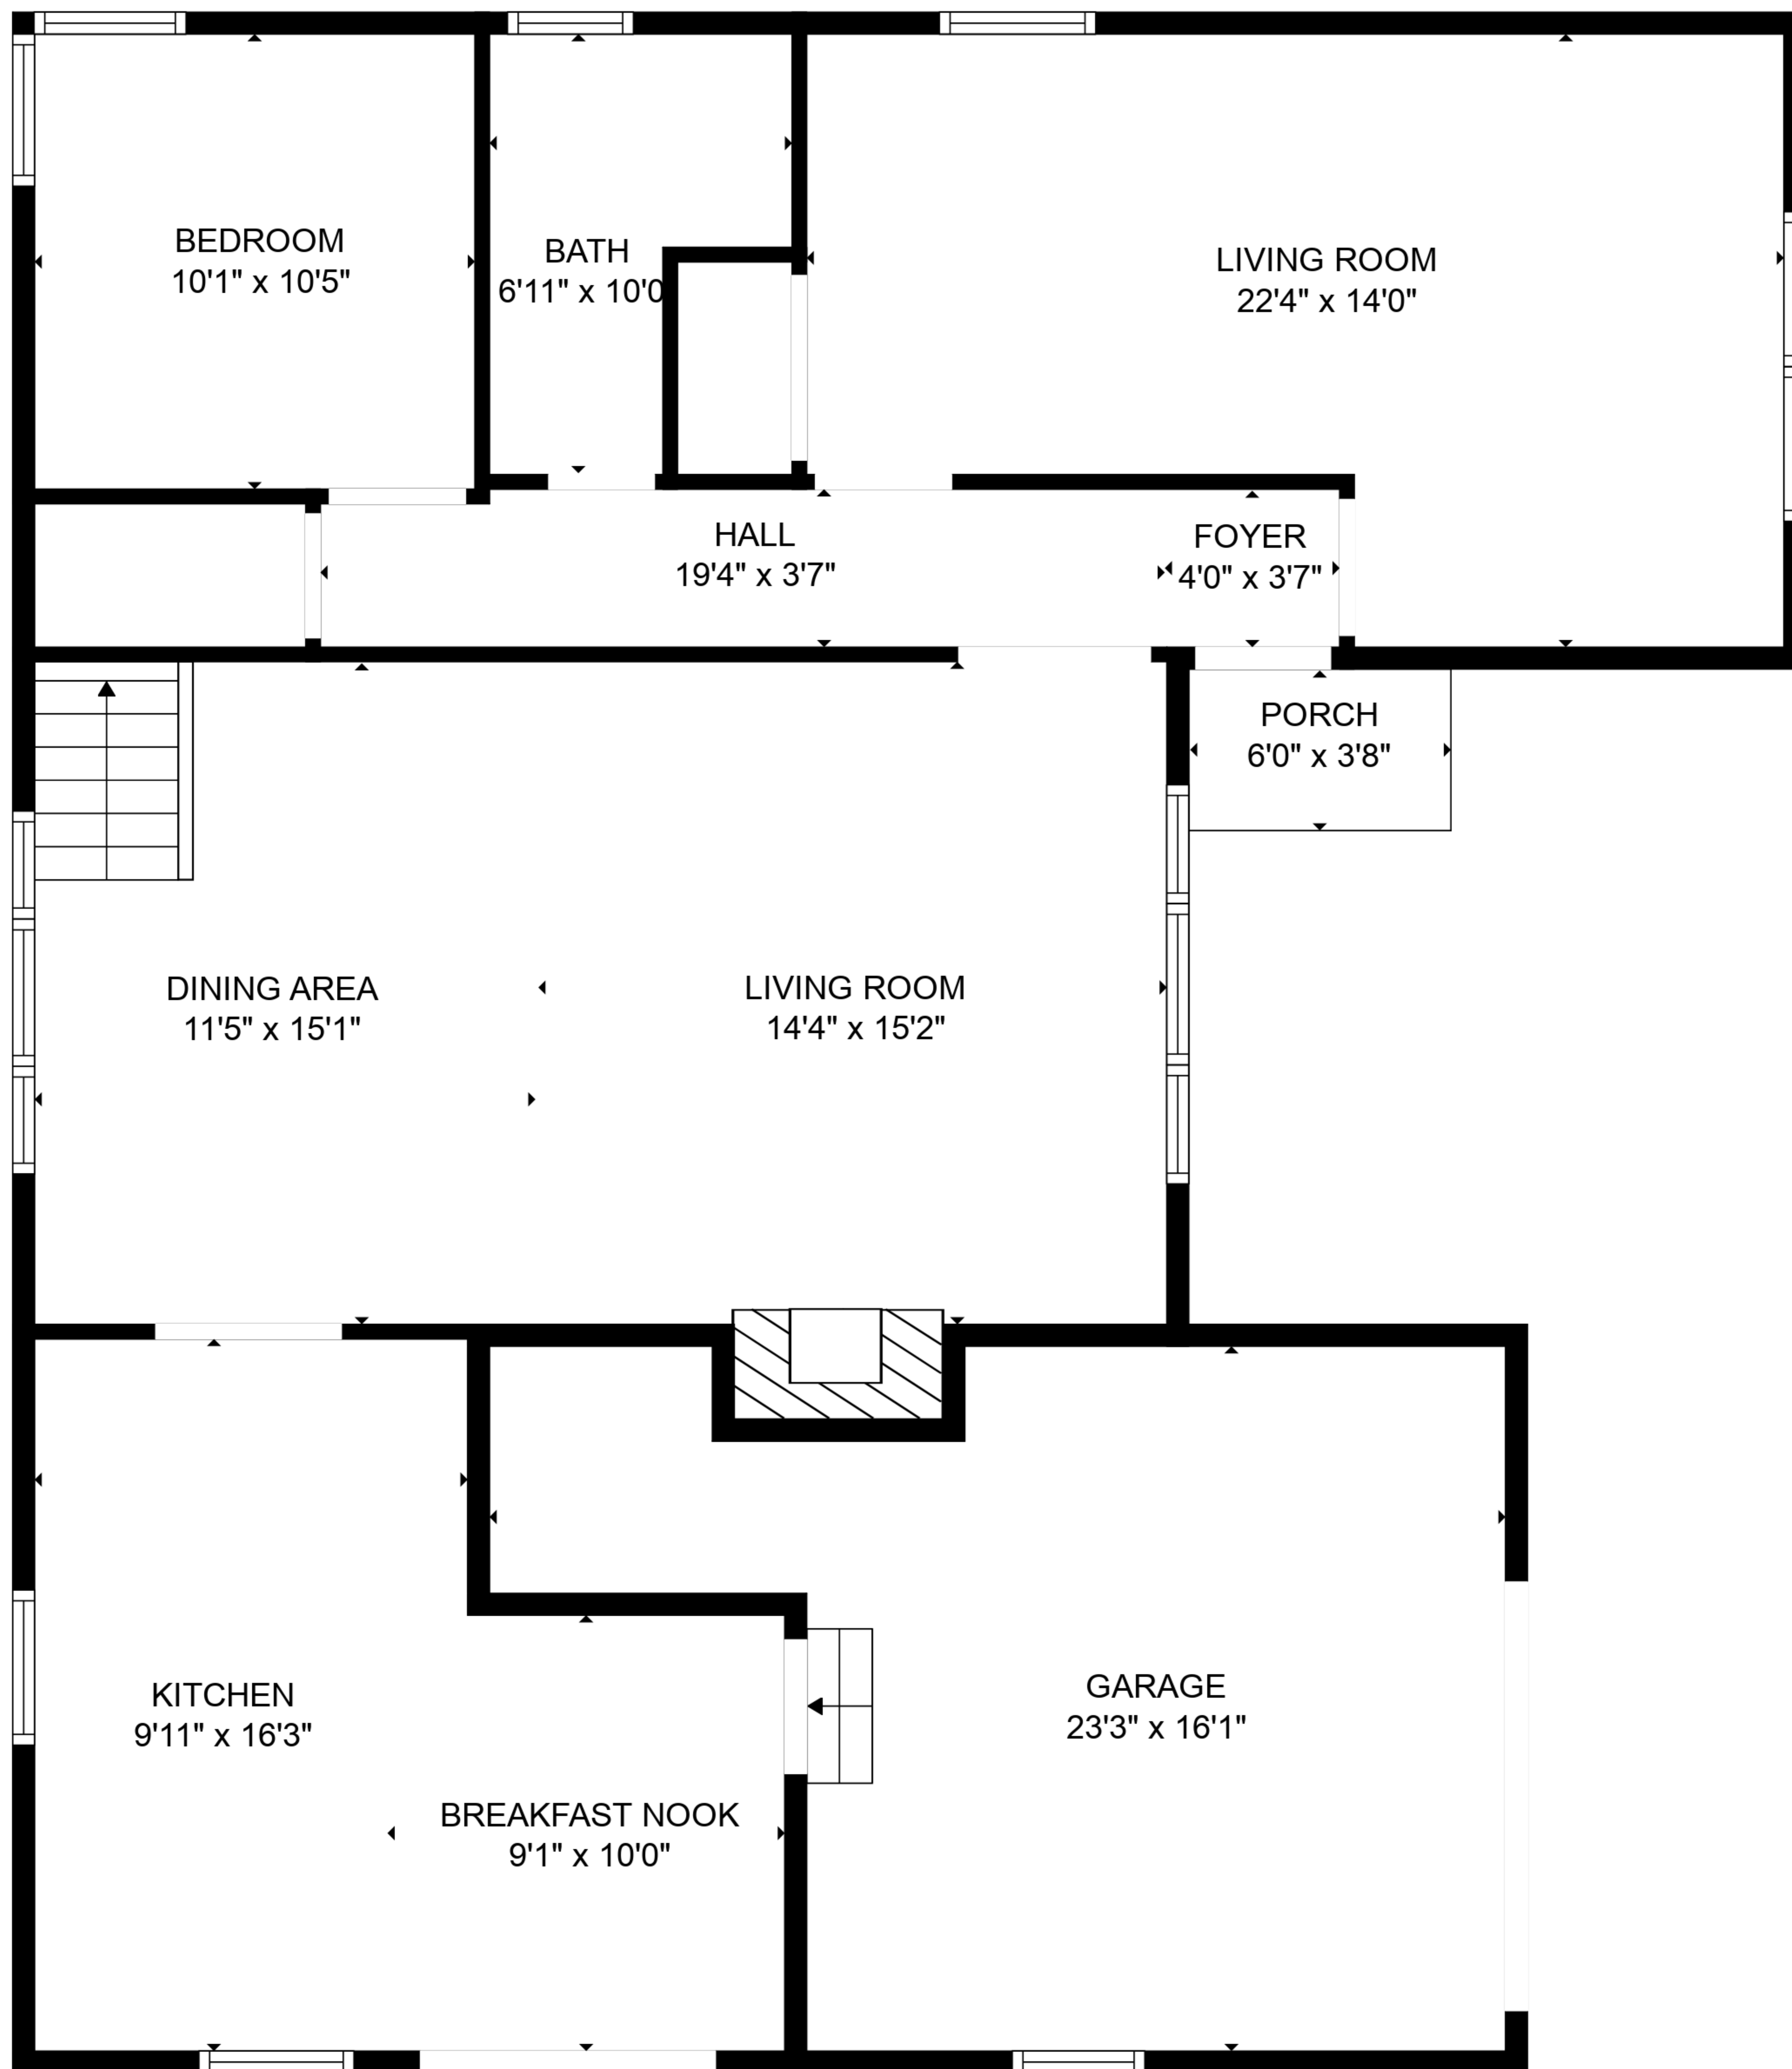 BEDROOM
10'1" x 10'5"
BATH
6'11" x 10'0
LIVING ROOM
22'4" x 14'0"
HALL
19'4" x 3'7"
FOYER
4'0" x 3'7"
PORCH
6'0" x 3'8"
DINING AREA
11'5" x 15'1"
LIVING ROOM
14'4" x 15'2"
KITCHEN
9'11" x 16'3"
BREAKFAST NOOK
9'1" x 10'0"
GARAGE
23'3" x 16'1"